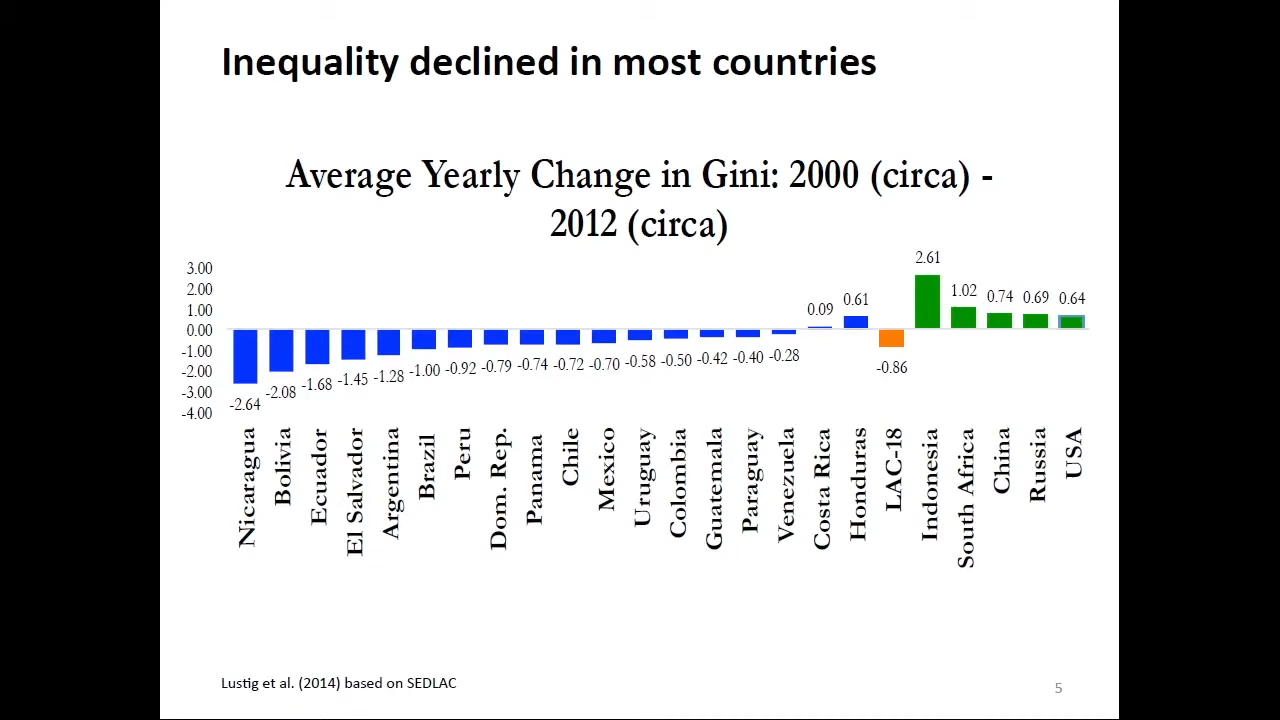 Inequality declined in most countries
Average Yearly Change in Gini: 2000 (circa) -
2012 (circa)
3.00
2.00
1.00
0.00
-1.00
-2.00
-3.00
-4.00
-2.64
-2.08
-1.68
-1.45
-1.28
-1.00
-0.92
-0.79
-0.74
-0.72
-0.70
-0.58
-0.50
-0.42
-0.40
-0.28
0.09
0.61
-0.86
2.61
1.02
0.74
0.69
0.64
Nicaragua
Bolivia
Ecuador
El Salvador
Argentina
Brazil
Peru
Dom. Rep.
Panama
Chile
Mexico
Uruguay
Colombia
Guatemala
Paraguay
Venezuela
Costa Rica
Honduras
LAC-18
Indonesia
South Africa
China
Russia
USA
Lustig et al. (2014) based on SEDLAC
5